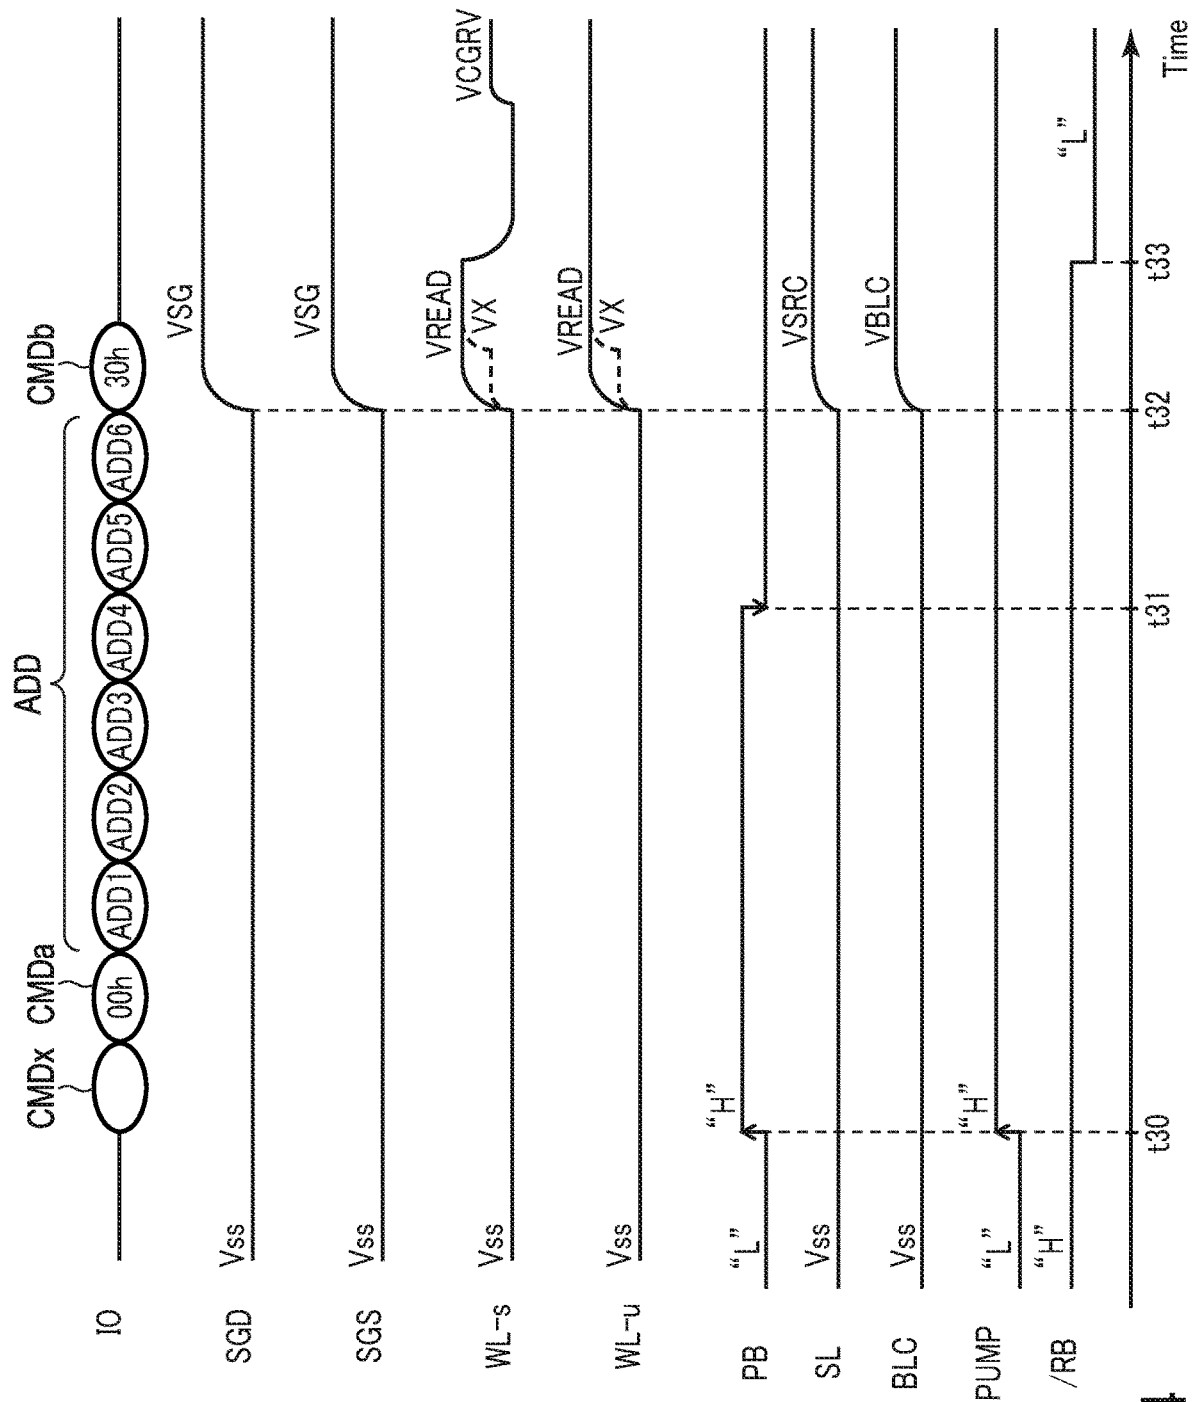 ADD
CMDx CMDa CMDb
IO 00h ADD1 ADD2 ADD3 ADD4 ADD5 ADD6 30h
SGD Vss VSG
SGS Vss VSG
WL-s Vss VREAD VX VCGRV
WL-u Vss VREAD VX
PB "L" "H"
SL Vss VSRC
BLC Vss VBLC
PUMP "L" "H"
/RB "H" "L"
t30 t31 t32 t33
Time